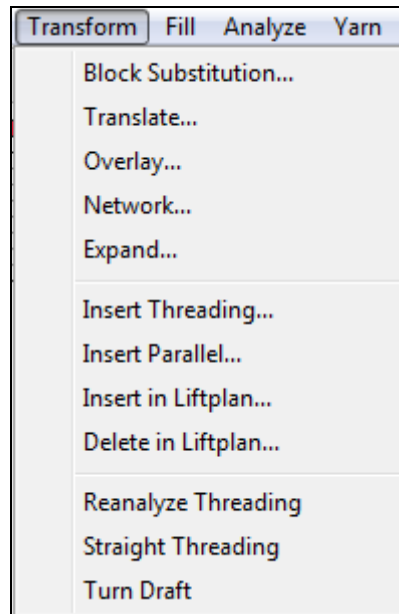 Transform Fill Analyze Yarn
Block Substitution...
Translate...
Overlay...
Network...
Expand...
Insert Threading...
Insert Parallel...
Insert in Liftplan...
Delete in Liftplan...
Reanalyze Threading
Straight Threading
Turn Draft